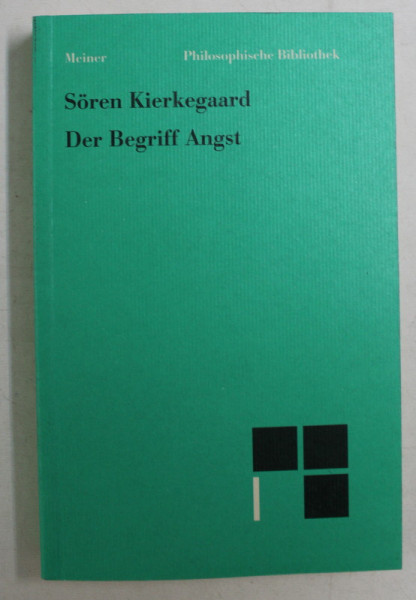 Meiner Philosophische Bibliothek
Sören Kierkegaard
Der Begriff Angst